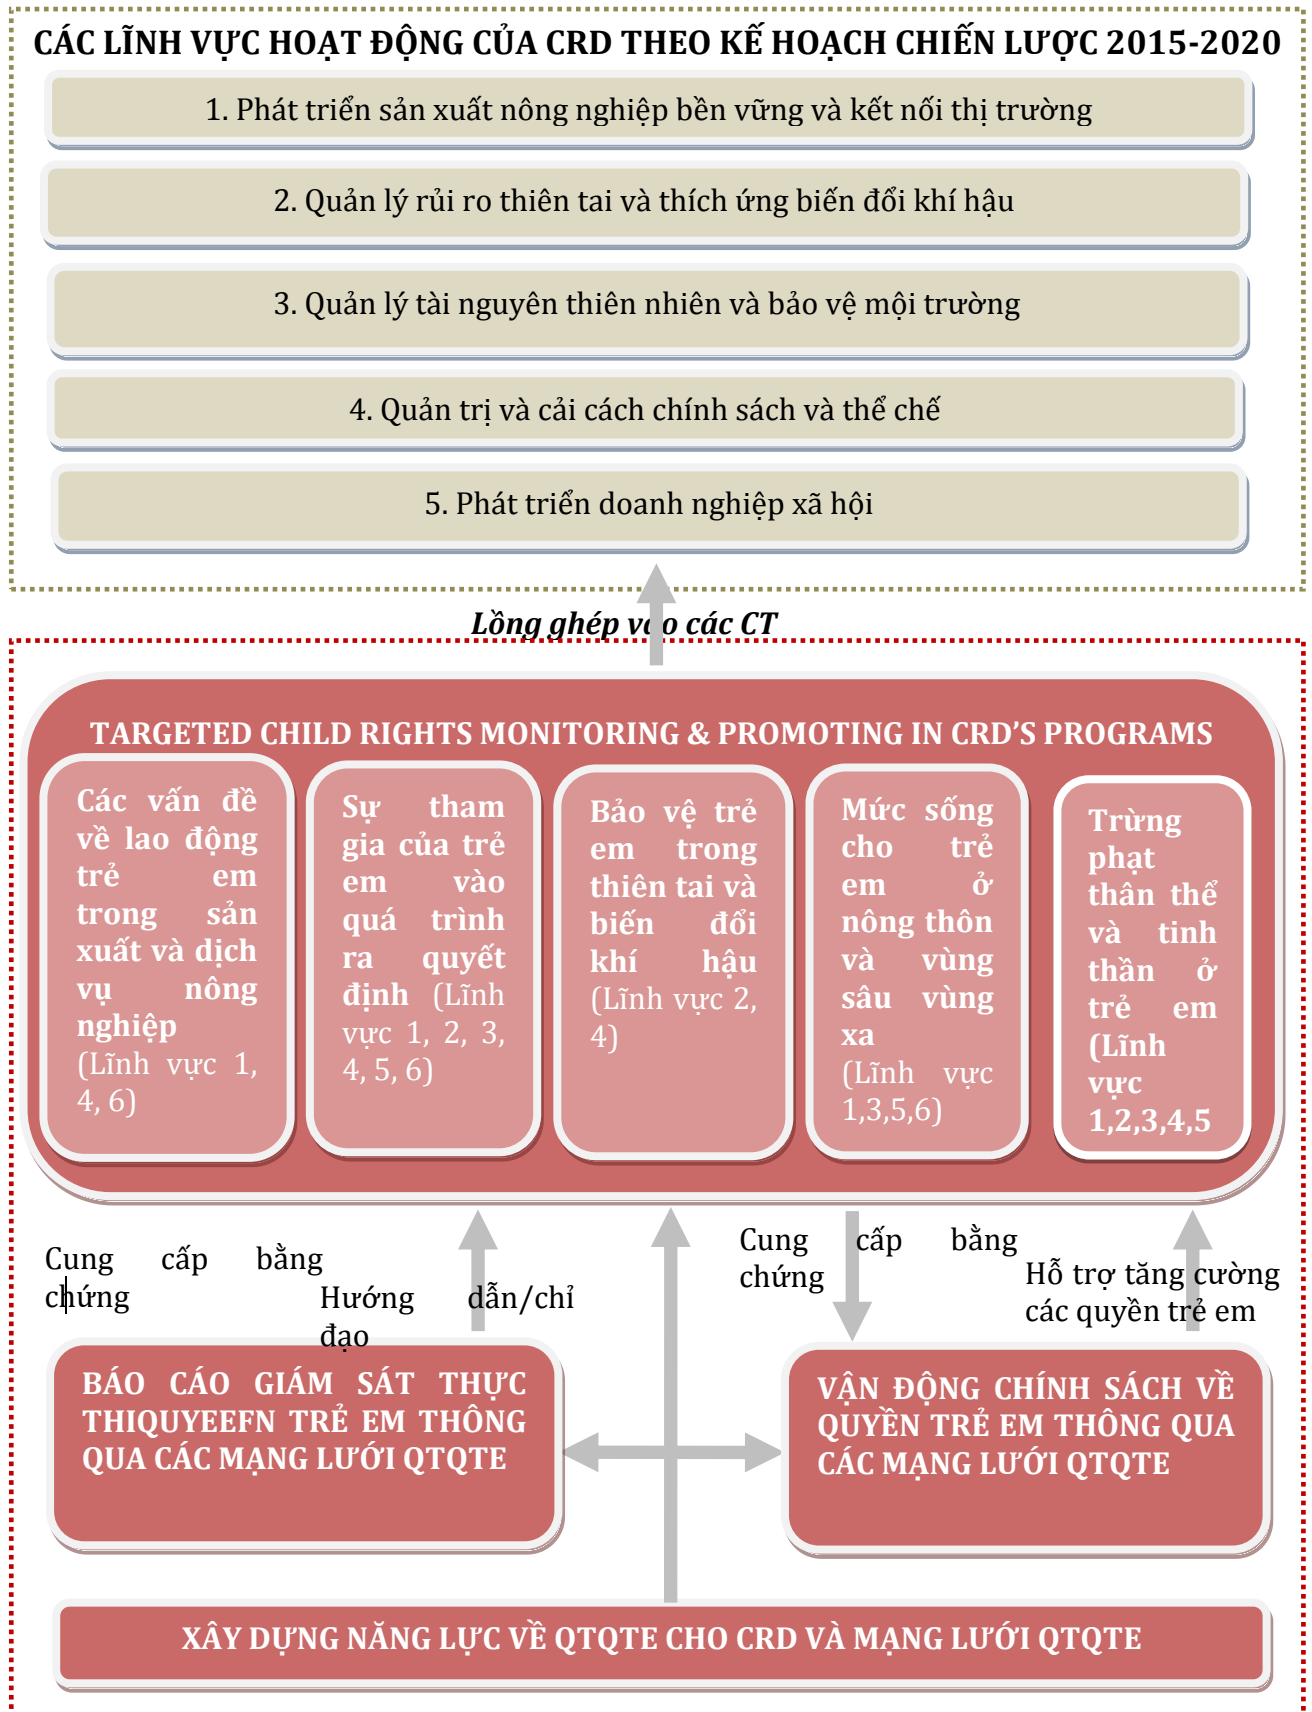 CÁC LĨNH VỰC HOẠT ĐỘNG CỦA CRD THEO KẾ HOẠCH CHIẾN LƯỢC 2015-2020
1. Phát triển sản xuất nông nghiệp bền vững và kết nối thị trường
2. Quản lý rủi ro thiên tai và thích ứng biến đổi khí hậu
3. Quản lý tài nguyên thiên nhiên và bảo vệ mội trường
4. Quản trị và cải cách chính sách và thể chế
5. Phát triển doanh nghiệp xã hội
Lồng ghép vào các CT
TARGETED CHILD RIGHTS MONITORING & PROMOTING IN CRD'S PROGRAMS
Các vấn đề
về lao động
trẻ em
trong sản
xuất và dịch
vụ nông
nghiệp
(Lĩnh vực 1,
4, 6)
Sự tham
gia của trẻ
em vào
quá trình
ra quyết
định (Lĩnh
vực 1, 2, 3,
4, 5, 6)
Bảo vệ trẻ
em trong
thiên tai và
biến đổi
khí hậu
(Lĩnh vực 2,
4)
Mức sống
cho trẻ
em ở
nông thôn
và vùng
sâu vùng
xa
(Lĩnh vực
1,3,5,6)
Trừng
phạt
thân thể
và tinh
thần ở
trẻ em
(Lĩnh
vực
1,2,3,4,5
Cung cấp bằng
chứng
Hướng dẫn/chỉ
đạo
Cung cấp bằng
chứng
Hỗ trợ tăng cường
các quyền trẻ em
BÁO CÁO GIÁM SÁT THỰC
THIQUYEEFN TRẺ EM THÔNG
QUA CÁC MẠNG LƯỚI QTQTE
VẬN ĐỘNG CHÍNH SÁCH VỀ
QUYỀN TRẺ EM THÔNG QUA
CÁC MẠNG LƯỚI QTQTE
XÂY DỰNG NĂNG LỰC VỀ QTQTE CHO CRD VÀ MẠNG LƯỚI QTQTE